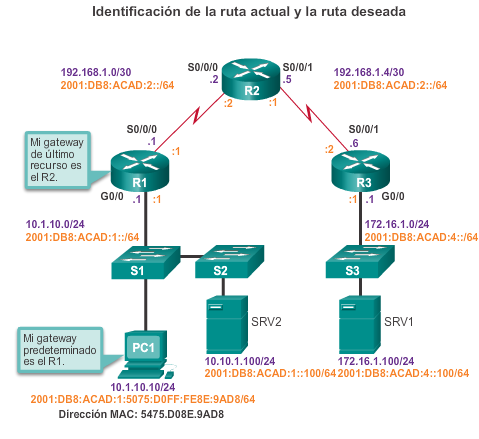 Identificación de la ruta actual y la ruta deseada
192.168.1.0/30
2001:DB8:ACAD:2::/64
S0/0/0
.2
S0/0/1
.5
192.168.1.4/30
2001:DB8:ACAD:2::/64
R2
:2
:1
S0/0/0
.1
:1
S0/0/1
.6
:2
Mi gateway
de último
recurso es
el R2.
R1
R3
G0/0
.1
:1
:1
.1
G0/0
10.1.10.0/24
2001:DB8:ACAD:1::/64
172.16.1.0/24
2001:DB8:ACAD:4::/64
S1
S2
S3
SRV2
SRV1
Mi gateway
predeterminado
es el R1.
PC1
10.10.1.100/24
2001:DB8:ACAD:1::100/64
172.16.1.100/24
2001:DB8:ACAD:4::100/64
10.1.10.10/24
2001:DB8:ACAD:1:5075:D0FF:FE8E:9AD8/64
Dirección MAC: 5475.D08E.9AD8